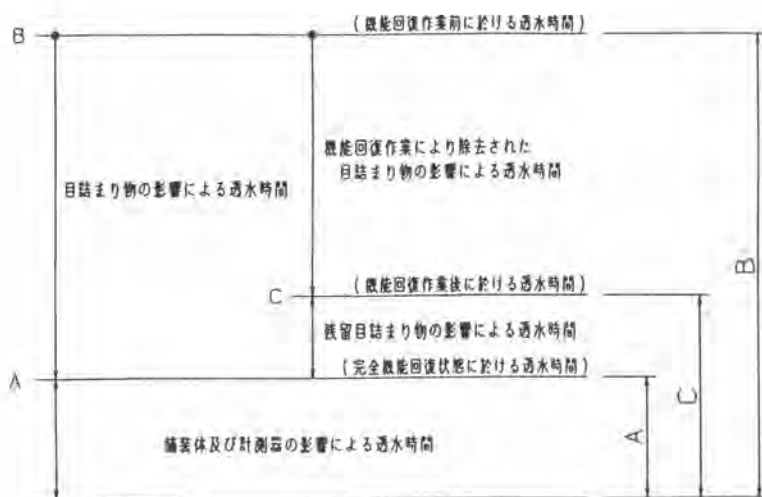 B
(機能回復作業前に於ける透水時間)
機能回復作業により除去された
目詰まり物の影響による透水時間
目詰まり物の影響による透水時間
B
C
(機能回復作業後に於ける透水時間)
残留目詰まり物の影響による透水時間
(完全機能回復状態に於ける透水時間)
A
C
A
舗装体及び計測器の影響による透水時間